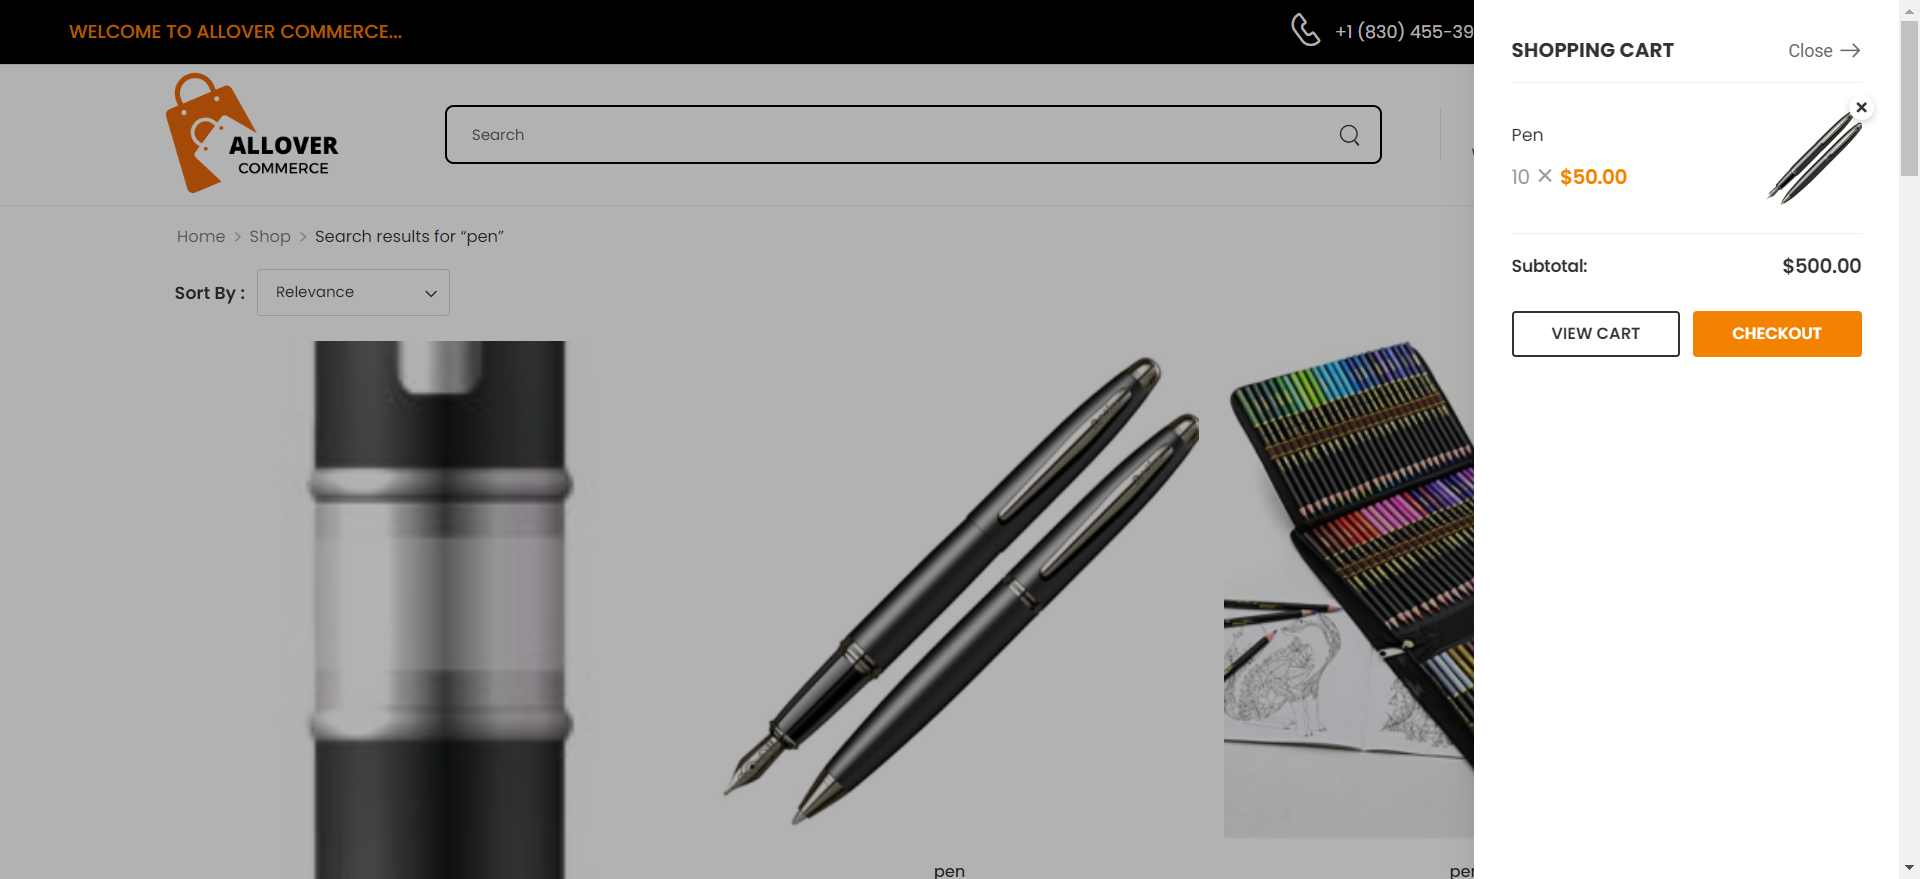 WELCOME TO ALLOVER COMMERCE...
+1 (830) 455-39
ALLOVER
COMMERCE
Search
Home > Shop > Search results for “pen”
Sort By : Relevance
pen
SHOPPING CART
Close
Pen
10 × $50.00
Subtotal: $500.00
VIEW CART
CHECKOUT